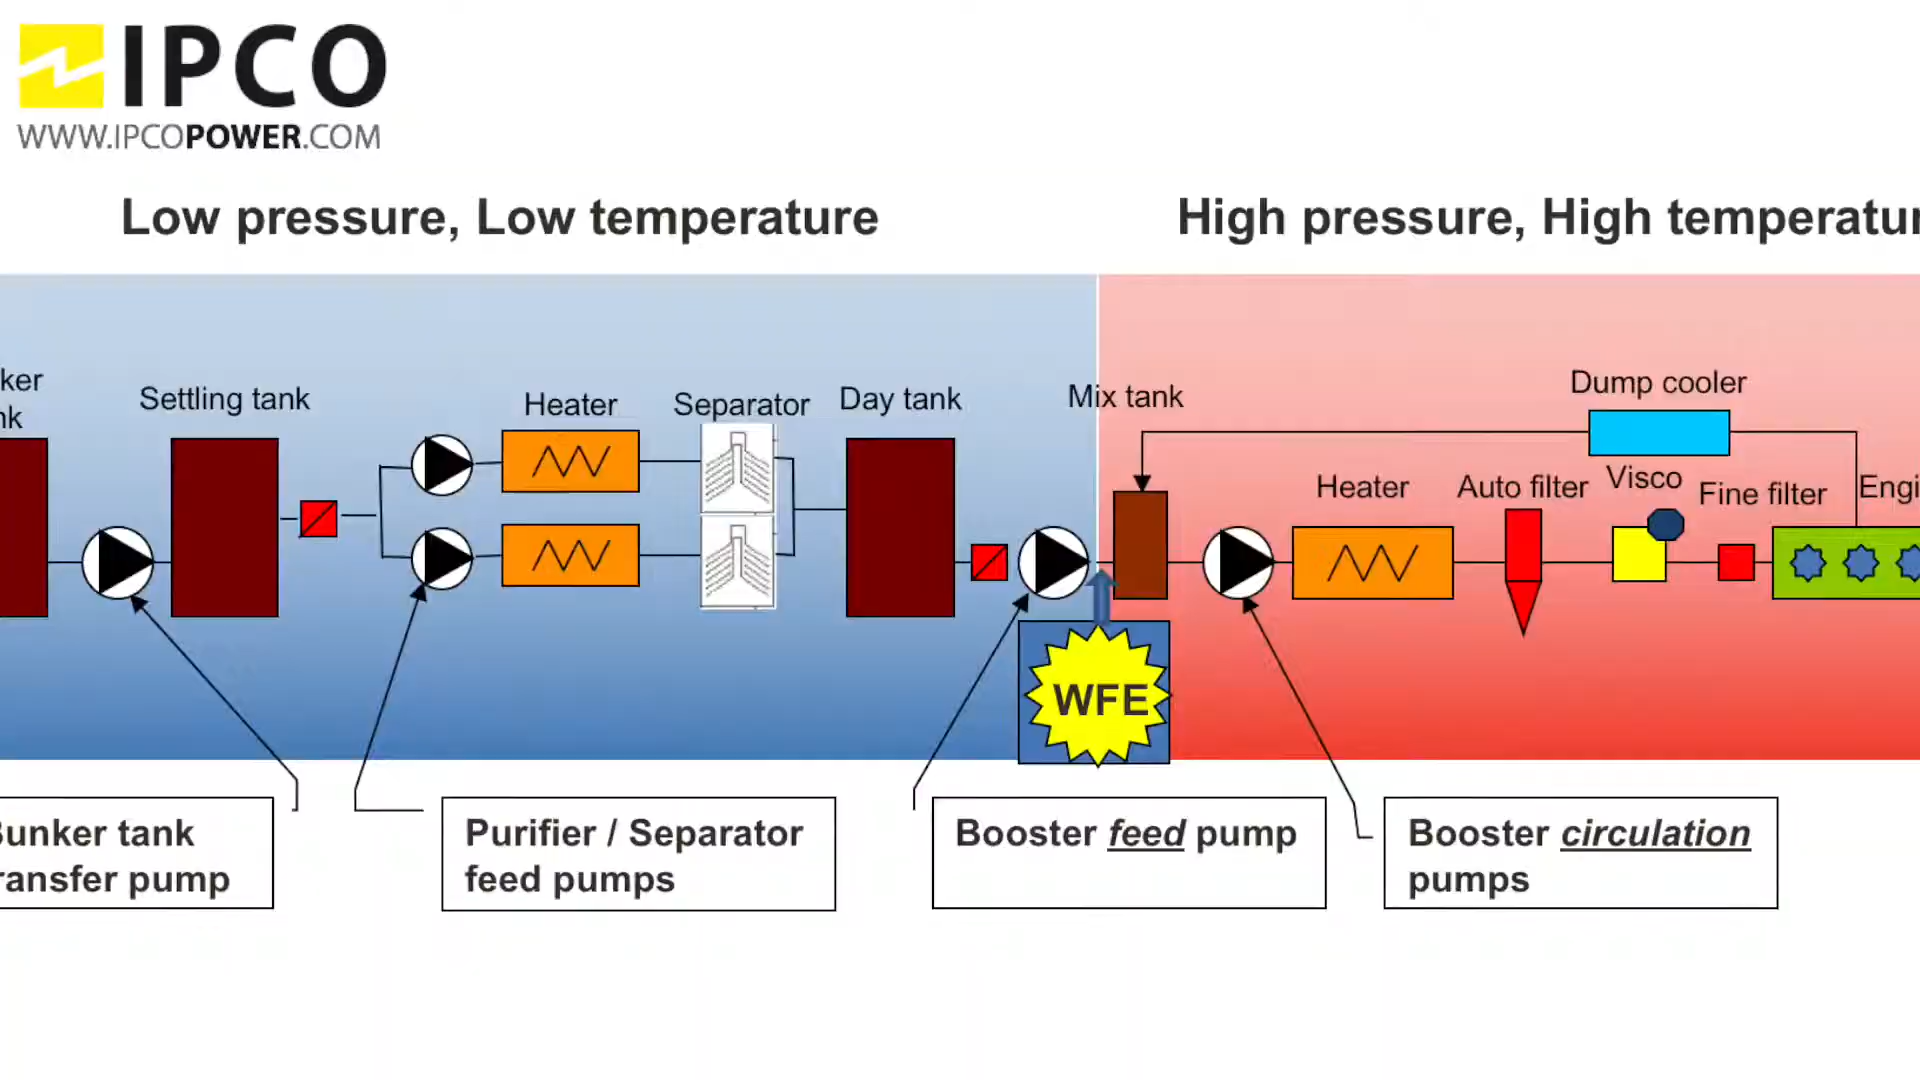 IPCO
WWW.IPCOPOWER.COM
Low pressure, Low temperature
High pressure, High temperatur
ker
nk
Settling tank
Heater
Separator
Day tank
Mix tank
Dump cooler
Heater
Auto filter
Visco
Fine filter
Engi
WFE
Bunker tank
ransfer pump
Purifier / Separator
feed pumps
Booster feed pump
Booster circulation
pumps